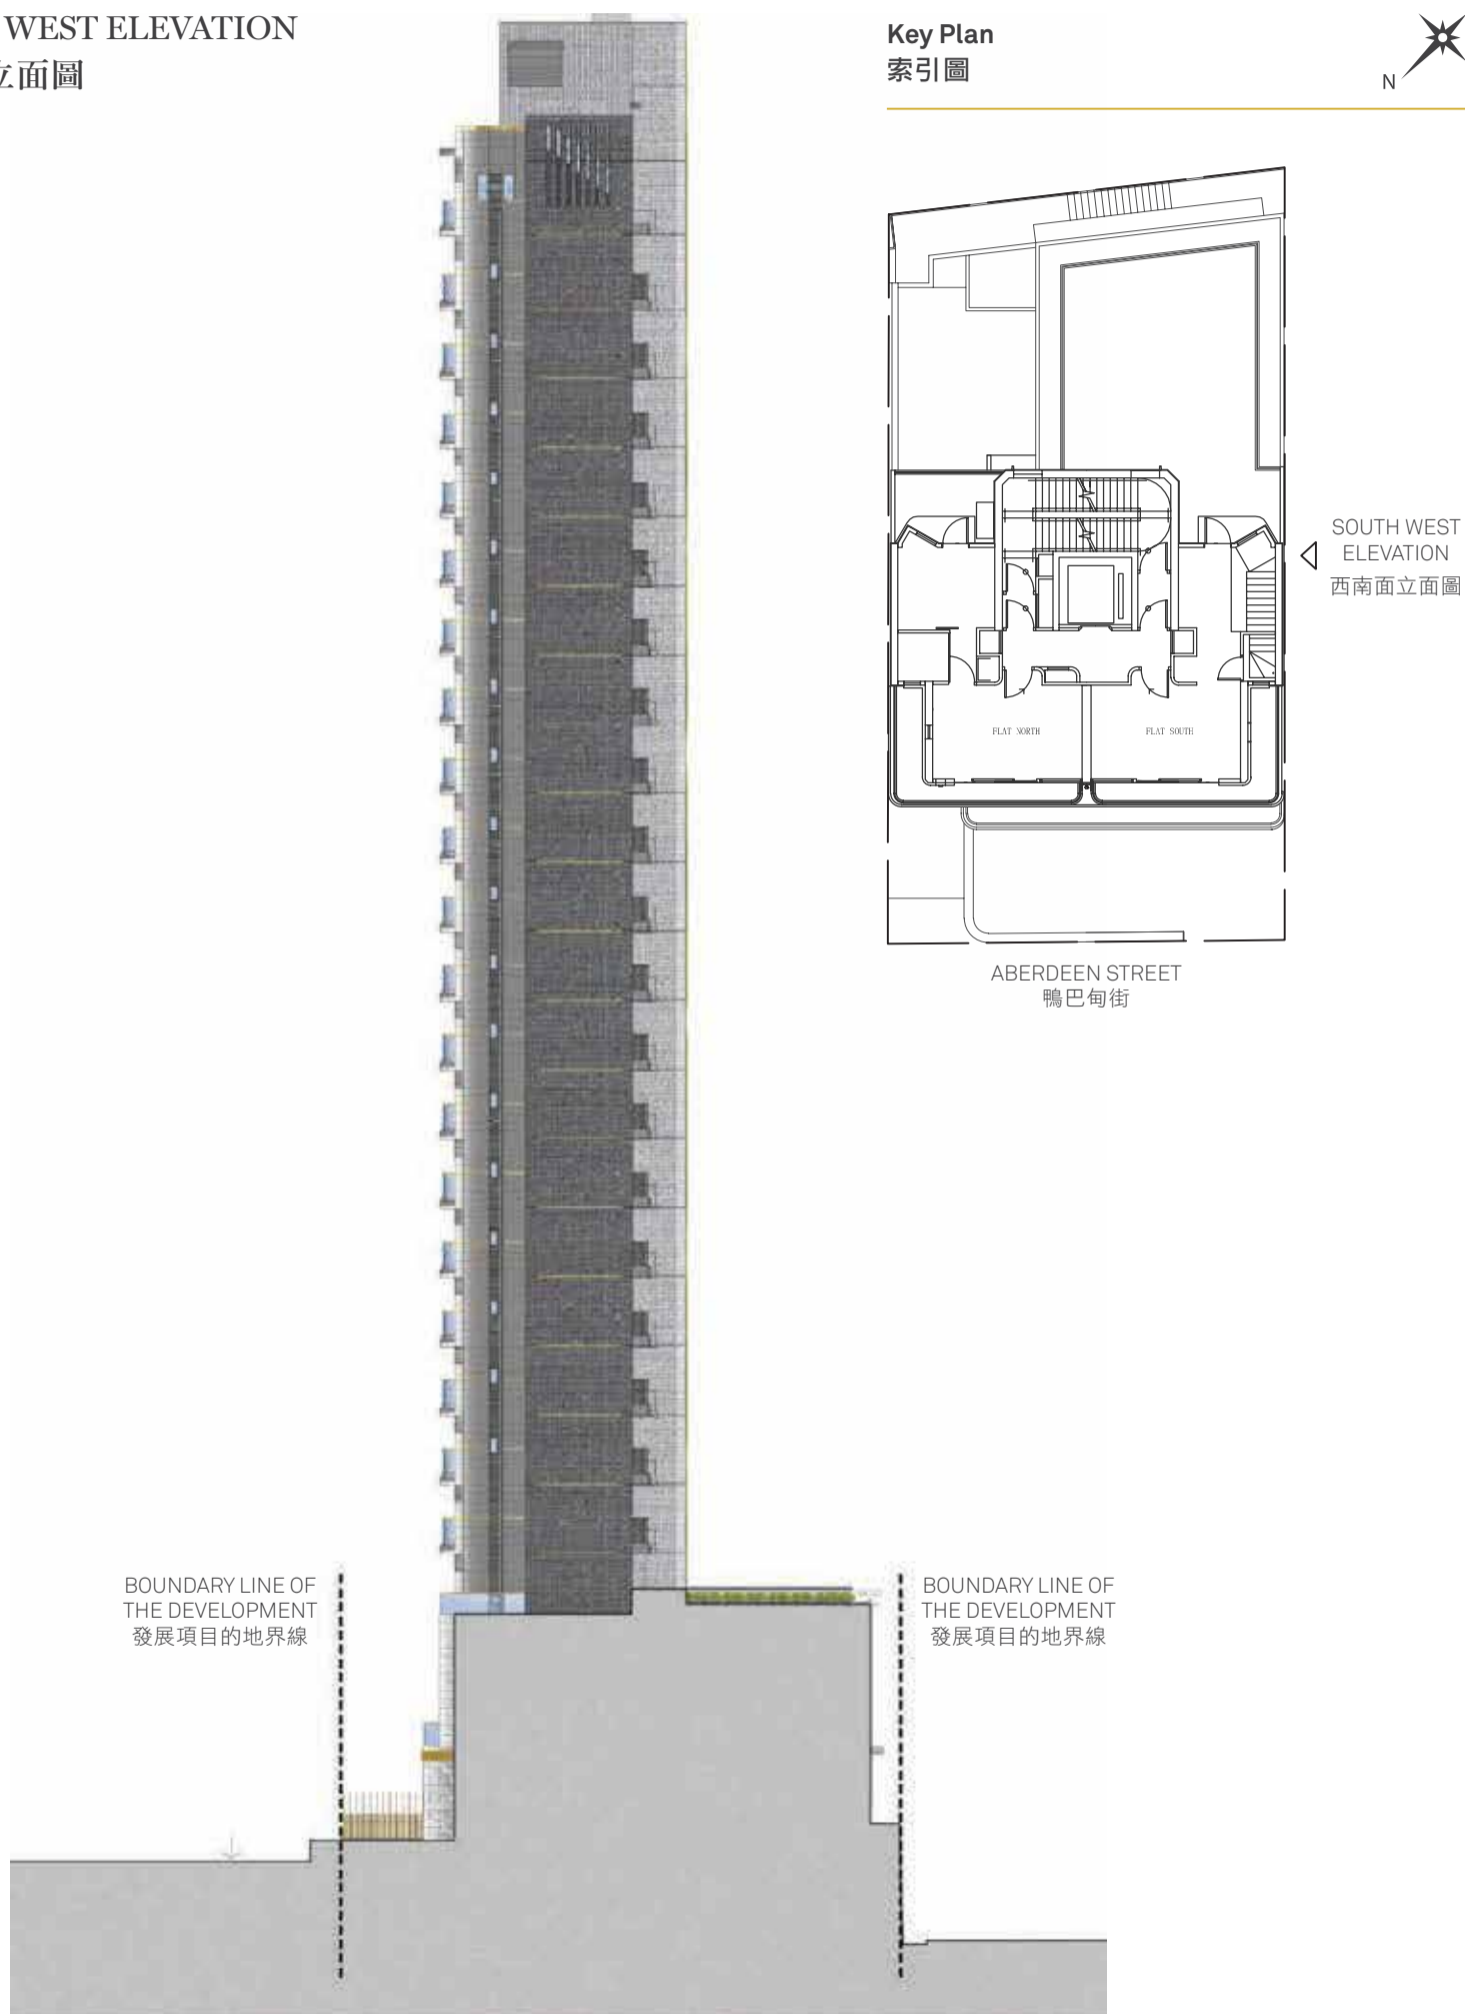 WEST ELEVATION
立面圖
Key Plan
索引圖
N
SOUTH WEST
ELEVATION
西南面立面圖
FLAT NORTH
FLAT SOUTH
ABERDEEN STREET
鴨巴甸街
BOUNDARY LINE OF
THE DEVELOPMENT
發展項目的地界線
BOUNDARY LINE OF
THE DEVELOPMENT
發展項目的地界線